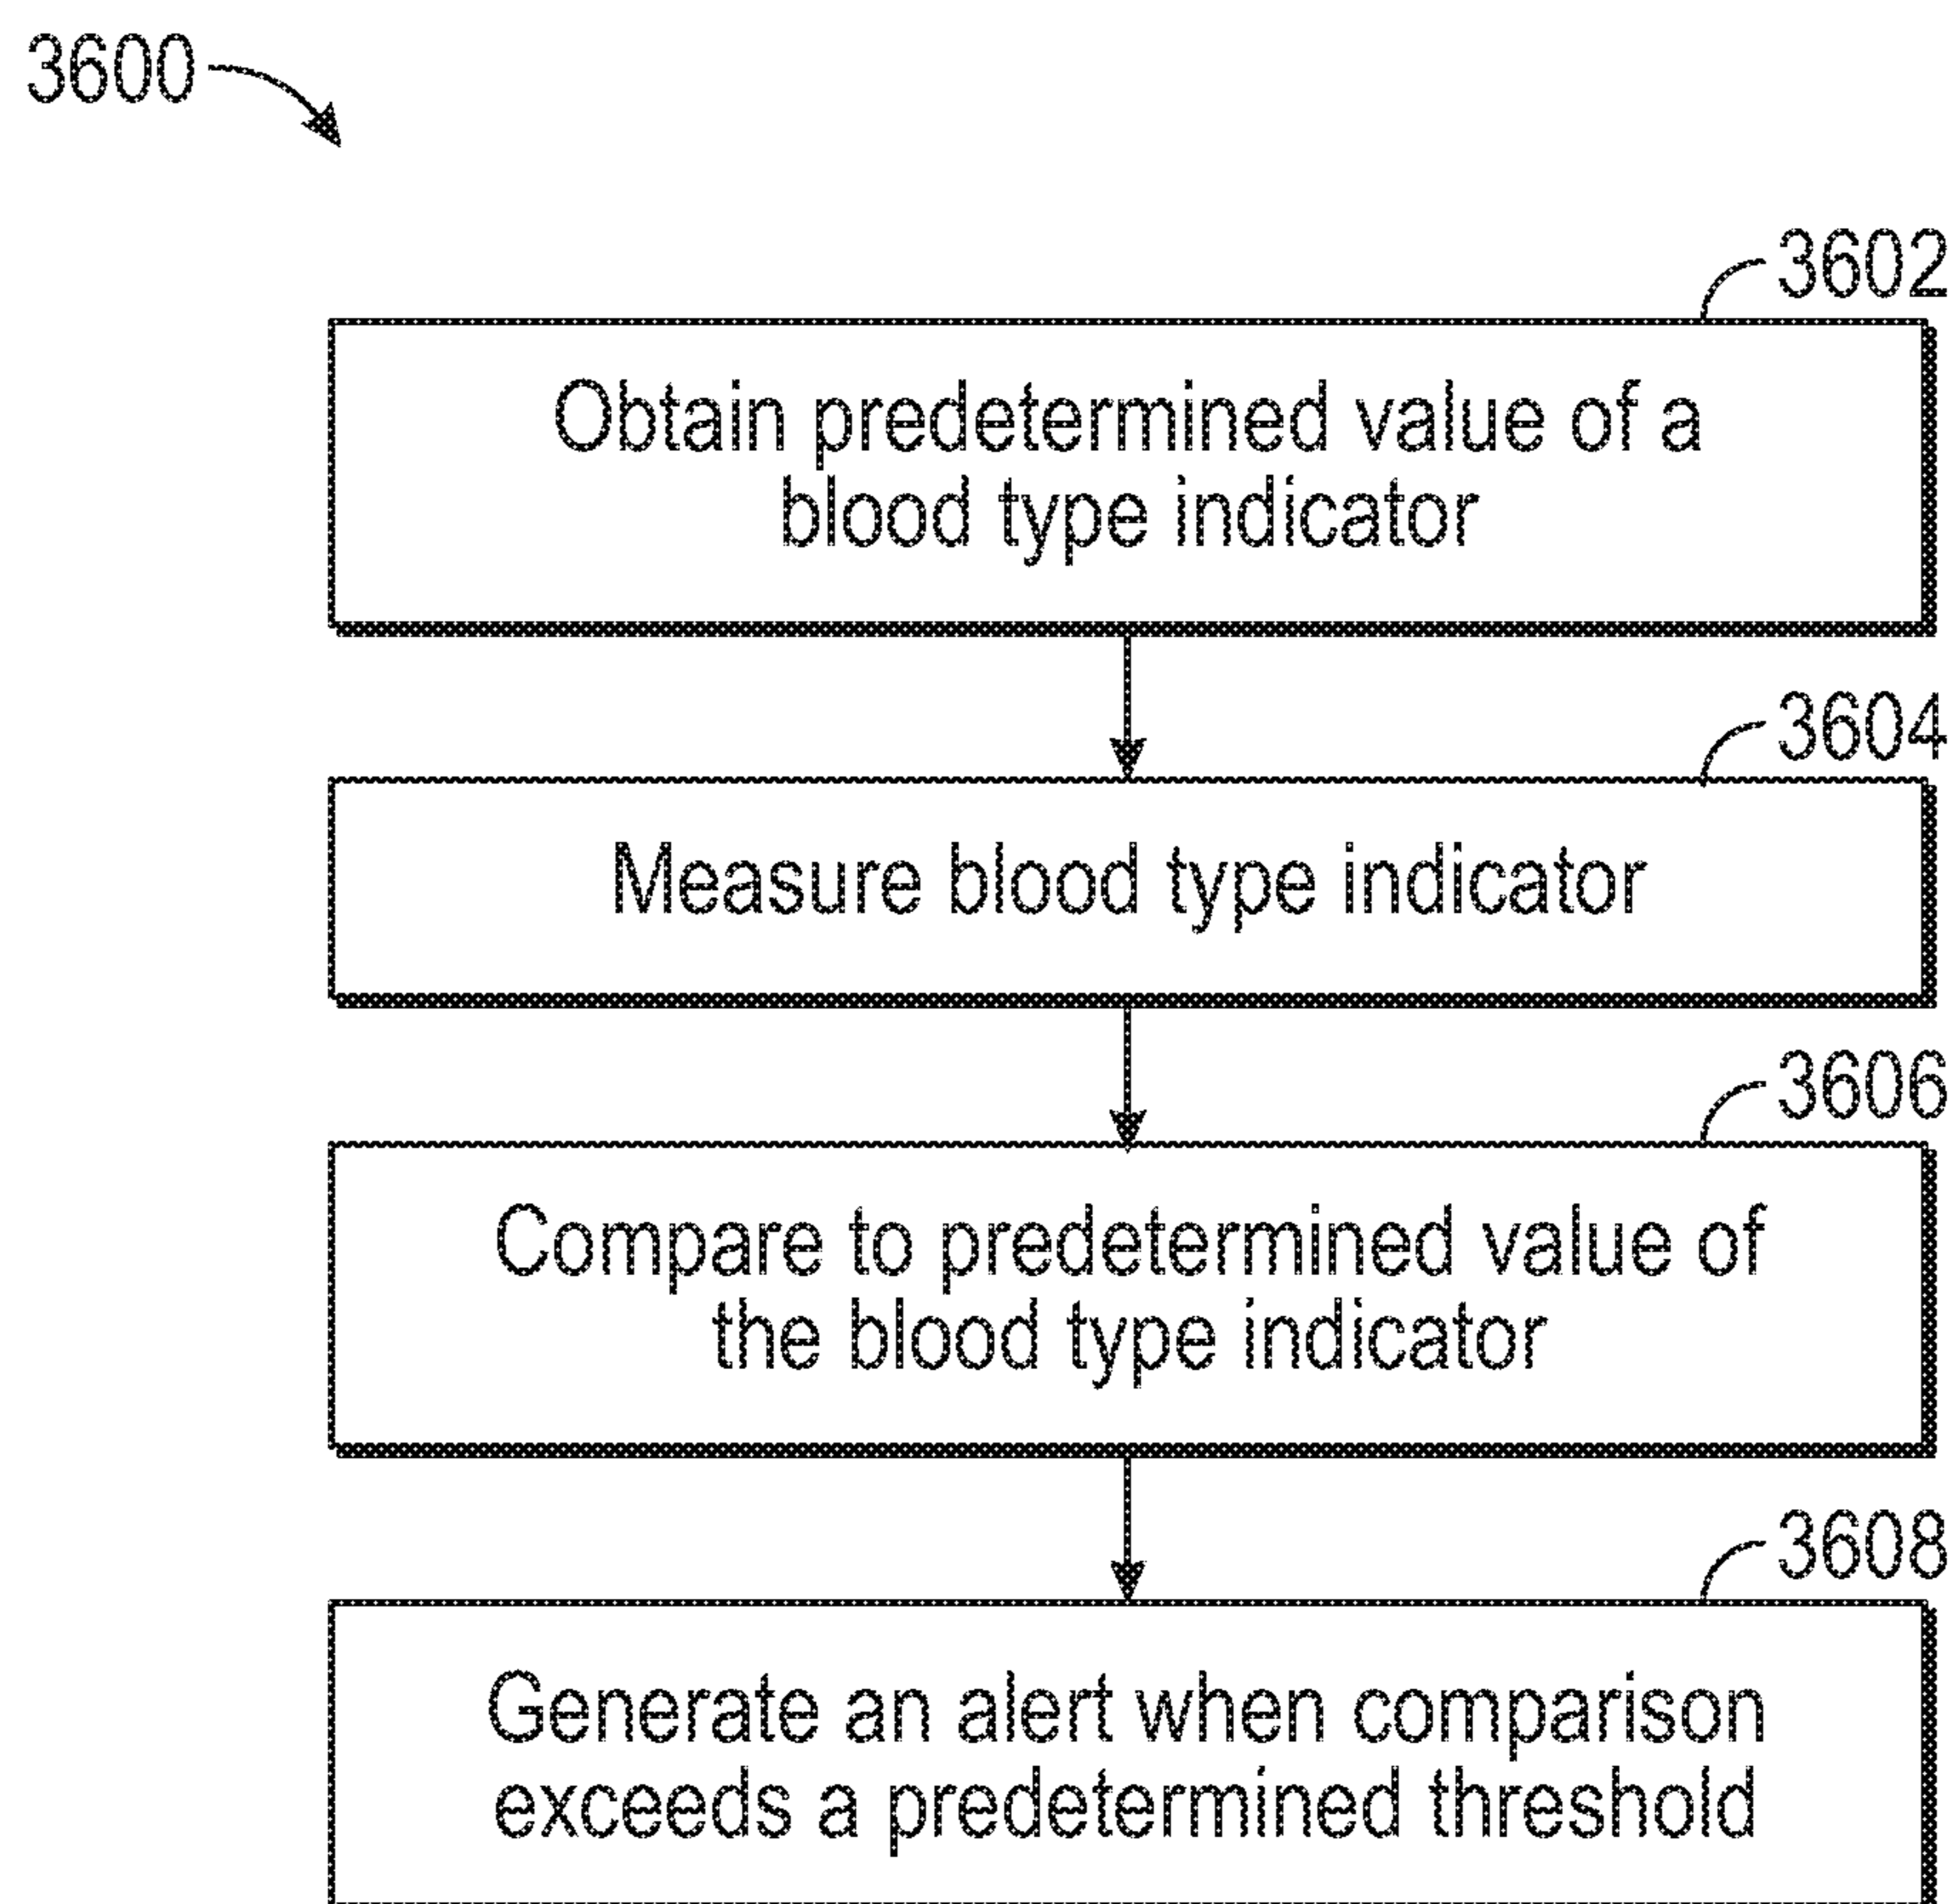 3600
3602
Obtain predetermined value of a
blood type indicator
3604
Measure blood type indicator
3606
Compare to predetermined value of
the blood type indicator
3608
Generate an alert when comparison
exceeds a predetermined threshold